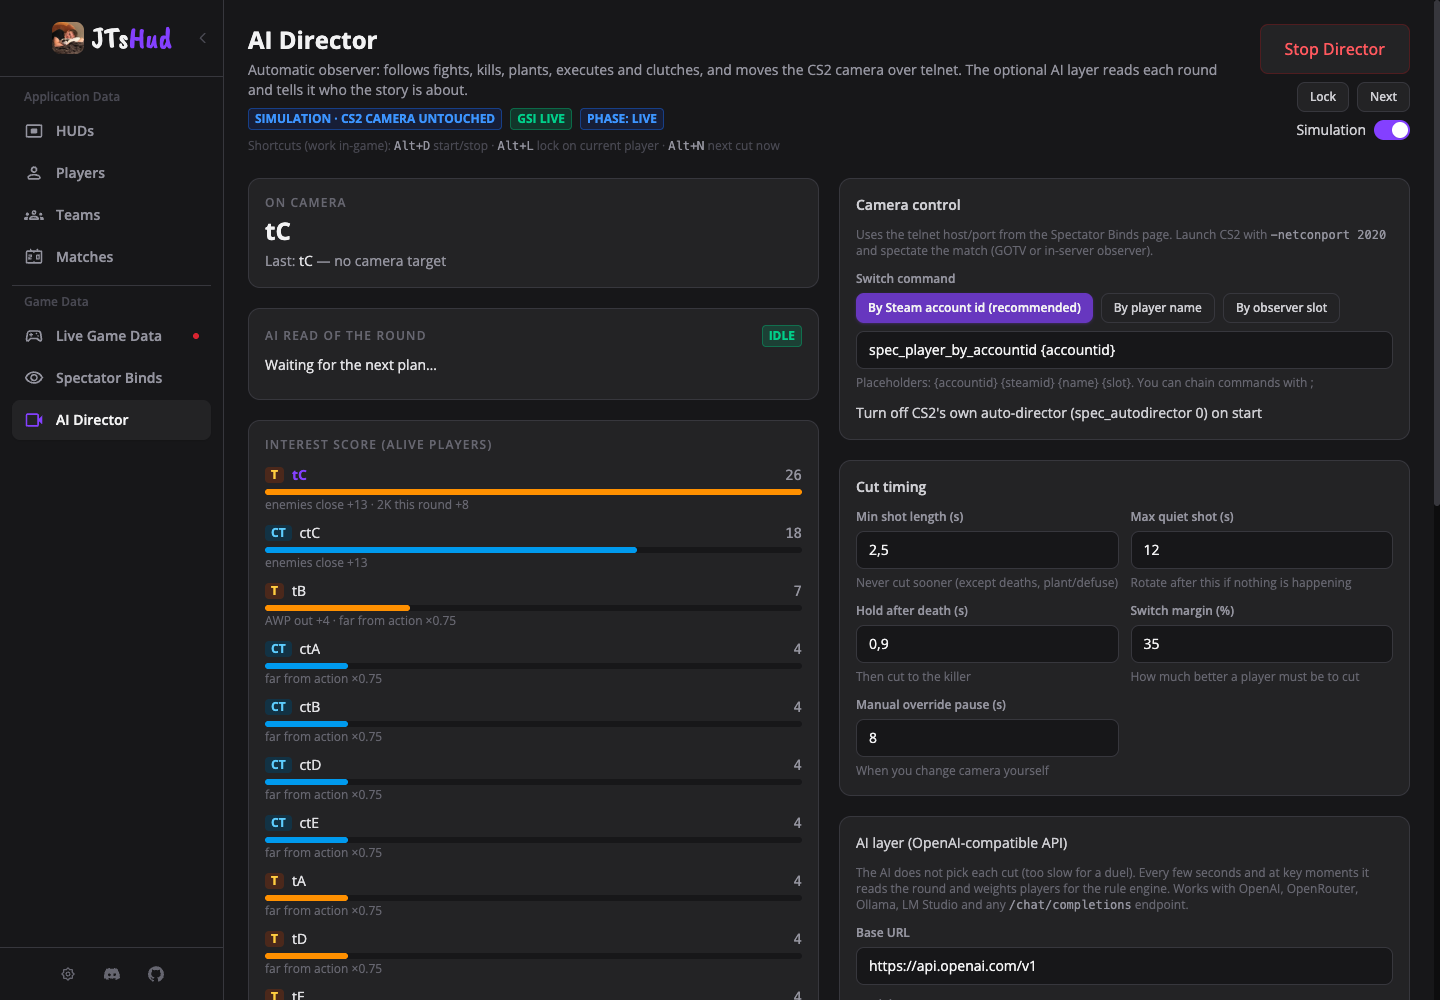 JTsHud
Application Data
HUDs
Players
Teams
Matches
Game Data
Live Game Data
Spectator Binds
AI Director
AI Director
Automatic observer: follows fights, kills, plants, executes and clutches, and moves the CS2 camera over telnet. The optional AI layer reads each round
and tells it who the story is about.
SIMULATION · CS2 CAMERA UNTOUCHED
GSI LIVE
PHASE: LIVE
Shortcuts (work in-game): Alt+D start/stop · Alt+L lock on current player · Alt+N next cut now
Stop Director
Lock
Next
Simulation
ON CAMERA
tC
Last: tC — no camera target
AI READ OF THE ROUND
IDLE
Waiting for the next plan...
INTEREST SCORE (ALIVE PLAYERS)
T tC 26
enemies close +13 · 2K this round +8
CT ctC 18
enemies close +13
T tB 7
AWP out +4 · far from action ×0.75
CT ctA 4
far from action ×0.75
CT ctB 4
far from action ×0.75
CT ctD 4
far from action ×0.75
CT ctE 4
far from action ×0.75
T tA 4
far from action ×0.75
T tD 4
far from action ×0.75
T tE 4
Camera control
Uses the telnet host/port from the Spectator Binds page. Launch CS2 with -netconport 2020
and spectate the match (GOTV or in-server observer).
Switch command
By Steam account id (recommended)
By player name
By observer slot
spec_player_by_accountid {accountid}
Placeholders: {accountid} {steamid} {name} {slot}. You can chain commands with ;
Turn off CS2's own auto-director (spec_autodirector 0) on start
Cut timing
Min shot length (s)
Max quiet shot (s)
2,5
12
Never cut sooner (except deaths, plant/defuse)
Rotate after this if nothing is happening
Hold after death (s)
Switch margin (%)
0,9
35
Then cut to the killer
How much better a player must be to cut
Manual override pause (s)
8
When you change camera yourself
AI layer (OpenAI-compatible API)
The AI does not pick each cut (too slow for a duel). Every few seconds and at key moments it
reads the round and weights players for the rule engine. Works with OpenAI, OpenRouter,
Ollama, LM Studio and any /chat/completions endpoint.
Base URL
https://api.openai.com/v1